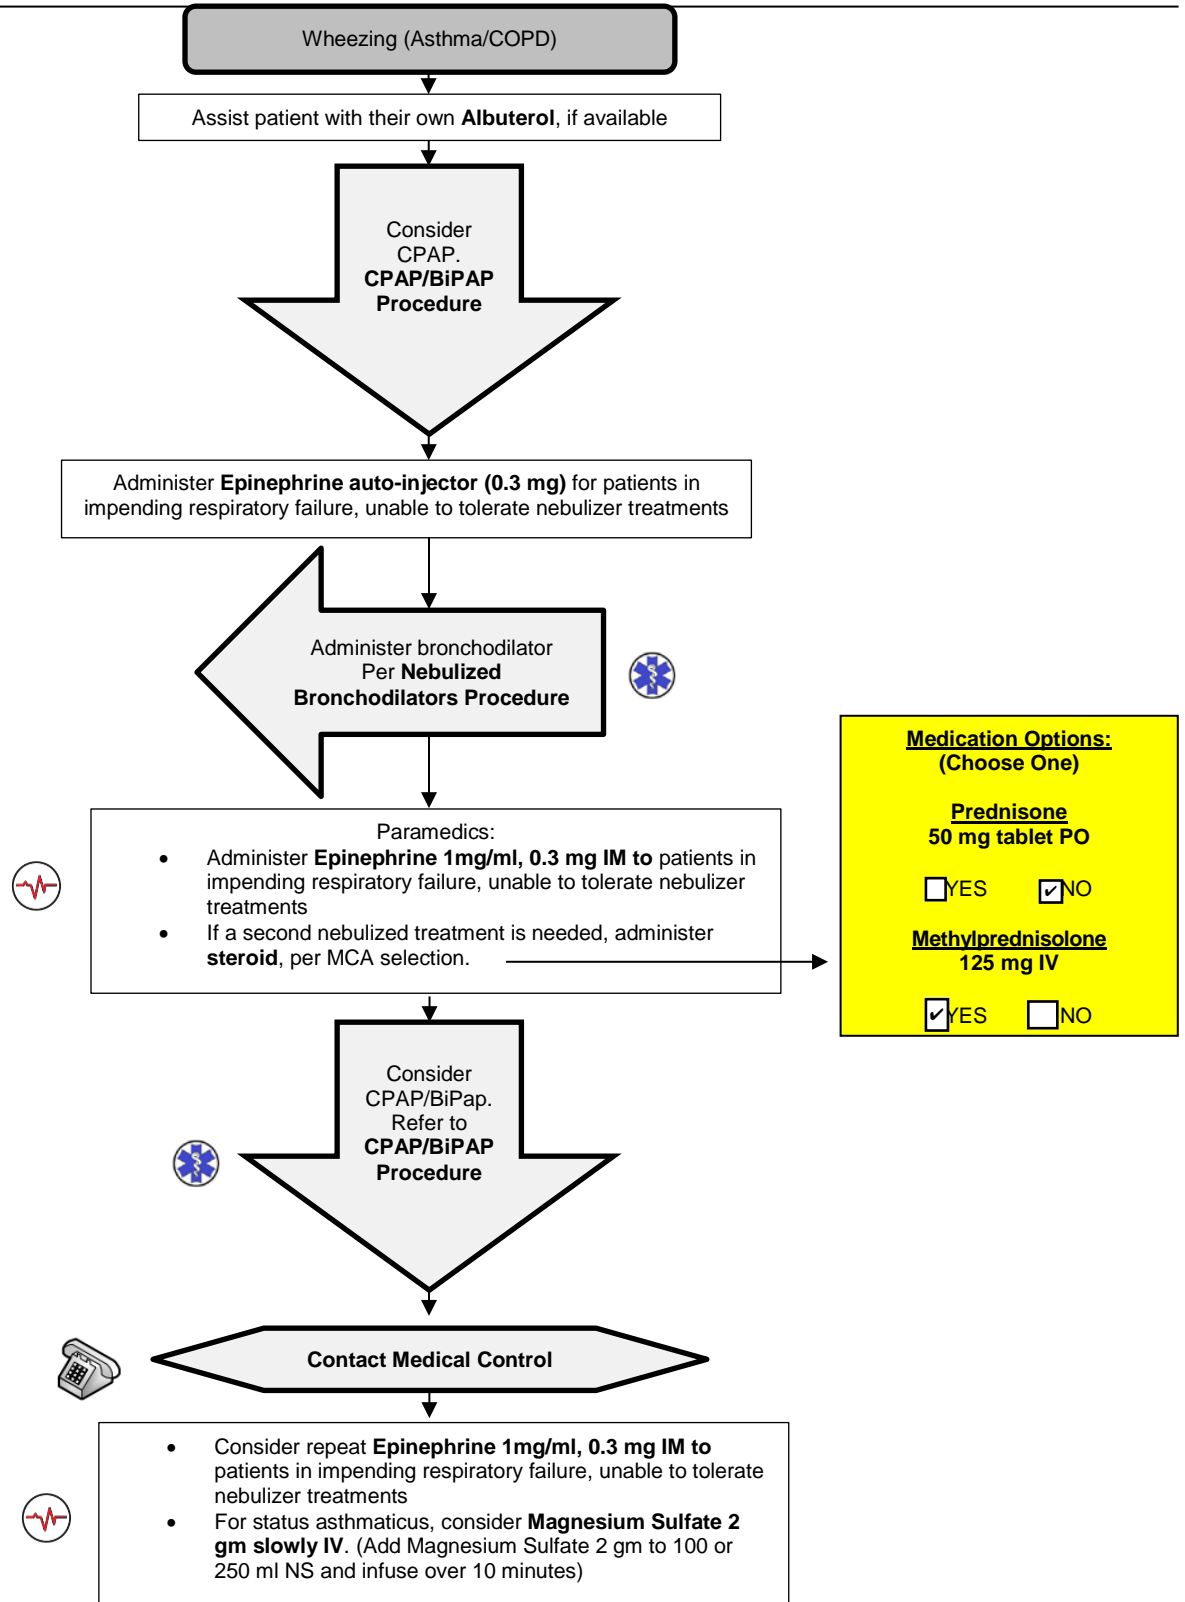 Wheezing (Asthma/COPD)
Assist patient with their own Albuterol, if available
Consider
CPAP.
CPAP/BiPAP
Procedure
Administer Epinephrine auto-injector (0.3 mg) for patients in
impending respiratory failure, unable to tolerate nebulizer treatments
Administer bronchodilator
Per Nebulized
Bronchodilators Procedure
Paramedics:
• Administer Epinephrine 1mg/ml, 0.3 mg IM to patients in
impending respiratory failure, unable to tolerate nebulizer
treatments
• If a second nebulized treatment is needed, administer
steroid, per MCA selection.
Medication Options:
(Choose One)
Prednisone
50 mg tablet PO
☐YES ☑NO
Methylprednisolone
125 mg IV
☑YES ☐NO
Consider
CPAP/BiPap.
Refer to
CPAP/BiPAP
Procedure
Contact Medical Control
• Consider repeat Epinephrine 1mg/ml, 0.3 mg IM to
patients in impending respiratory failure, unable to tolerate
nebulizer treatments
• For status asthmaticus, consider Magnesium Sulfate 2
gm slowly IV. (Add Magnesium Sulfate 2 gm to 100 or
250 ml NS and infuse over 10 minutes)